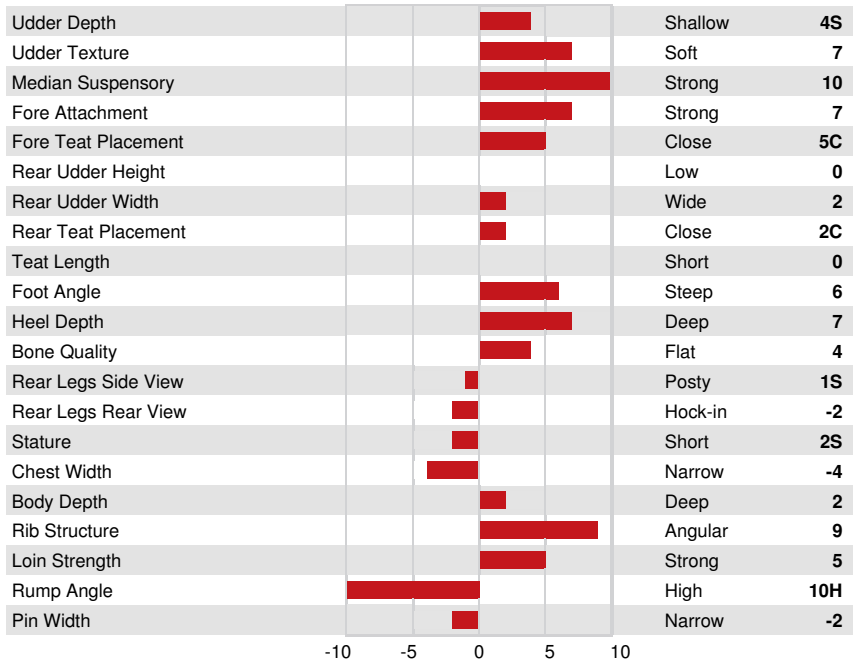 Udder Depth Shallow 4S
Udder Texture Soft 7
Median Suspensory Strong 10
Fore Attachment Strong 7
Fore Teat Placement Close 5C
Rear Udder Height Low 0
Rear Udder Width Wide 2
Rear Teat Placement Close 2C
Teat Length Short 0
Foot Angle Steep 6
Heel Depth Deep 7
Bone Quality Flat 4
Rear Legs Side View Posty 1S
Rear Legs Rear View Hock-in -2
Stature Short 2S
Chest Width Narrow -4
Body Depth Deep 2
Rib Structure Angular 9
Loin Strength Strong 5
Rump Angle High 10H
Pin Width Narrow -2
-10 -5 0 5 10